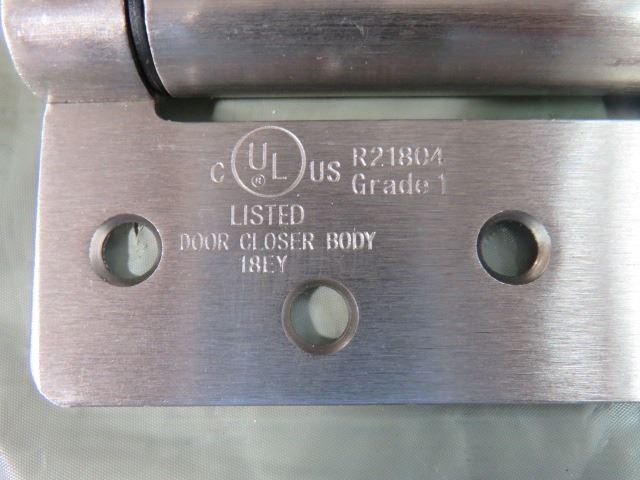 C UL ® US R21804
Grade 1
LISTED
DOOR CLOSER BODY
18EY